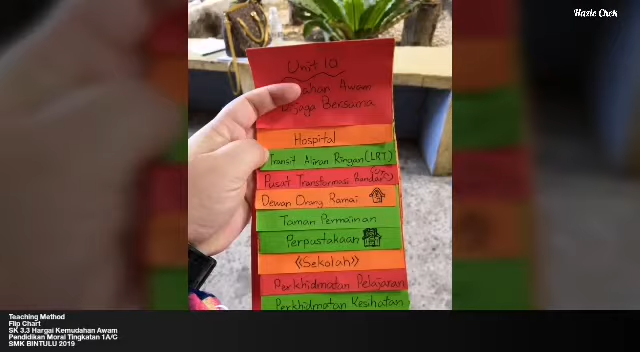 Hazle Chek
Unit 10
Awam
Dijaga Bersama
Hospital
Transit Aliran Ringan (LRT)
Pusat Transformasi Bandar
Dewan Orang Ramai
Taman Permainan
Perpustakaan
《Sekolah》
Perkhidmatan Pelajaran
Perkhidmatan Kesihatan
Teaching Method
Flip Chart
SK 3.3 Hargai Kemudahan Awam
Pendidikan Moral Tingkatan 1A/C
SMK BINTULU 2019